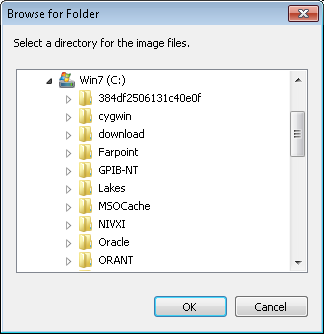 Browse for Folder
Select a directory for the image files.
Win7 (C:)
384df2506131c40e0f
cygwin
download
Farpoint
GPIB-NT
Lakes
MSOCache
NIVXI
Oracle
ORANT
OK
Cancel